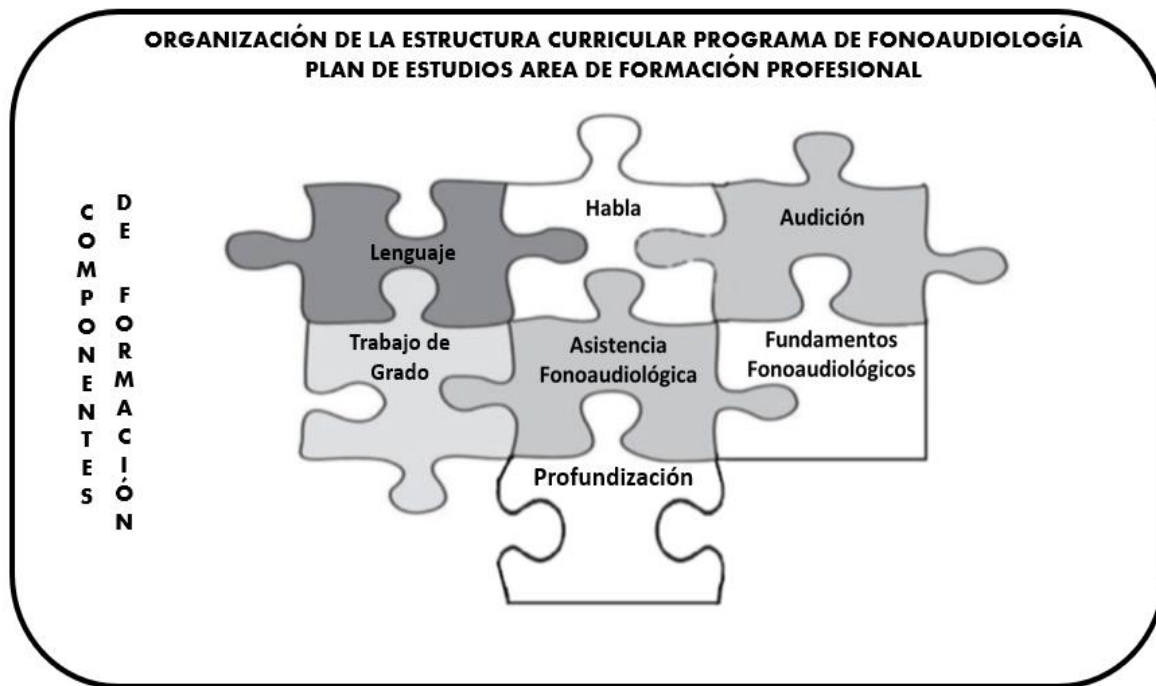 ORGANIZACIÓN DE LA ESTRUCTURA CURRICULAR PROGRAMA DE FONOAUDIOLOGÍA
PLAN DE ESTUDIOS AREA DE FORMACIÓN PROFESIONAL
COMPONENTES
DE FORMACIÓN
Lenguaje
Habla
Audición
Trabajo de
Grado
Asistencia
Fonoaudiológica
Fundamentos
Fonoaudiológicos
Profundización